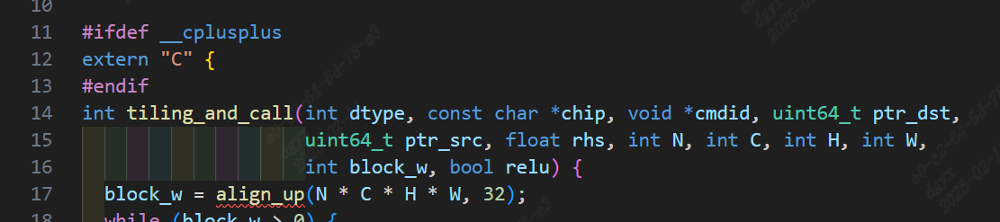 10
11 #ifdef __cplusplus
12 extern "C" {
13 #endif
14 int tiling_and_call(int dtype, const char *chip, void *cmdid, uint64_t ptr_dst,
15 uint64_t ptr_src, float rhs, int N, int C, int H, int W,
16 int block_w, bool relu) {
17 block_w = align_up(N * C * H * W, 32);
18 while (block_w > 0) {